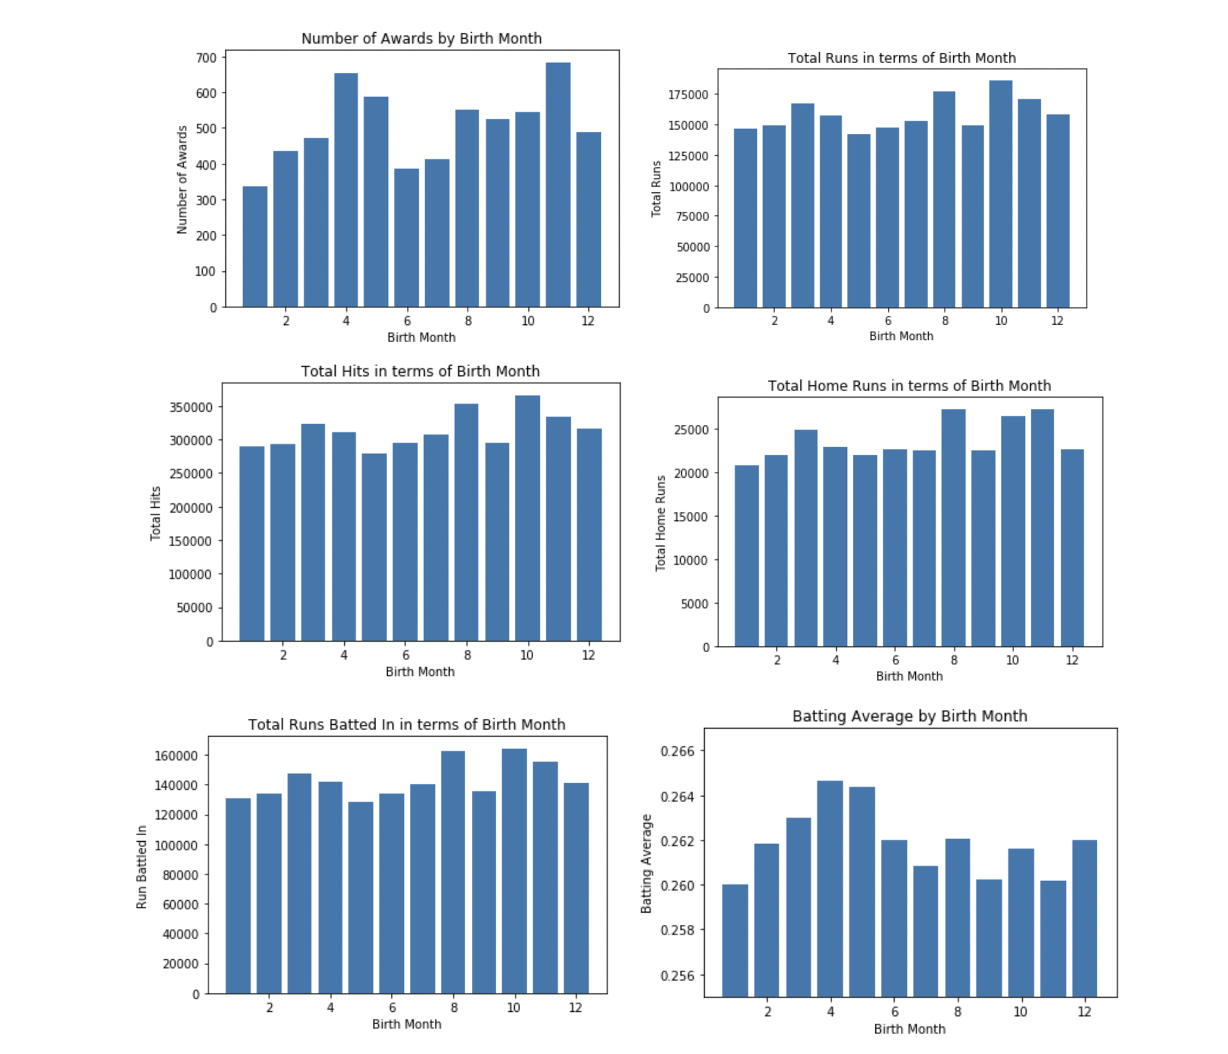 Number of Awards by Birth Month
700
600
500
400
300
200
100
0
Number of Awards
2 4 6 8 10 12
Birth Month
Total Runs in terms of Birth Month
175000
150000
125000
100000
75000
50000
25000
0
Total Runs
2 4 6 8 10 12
Birth Month
Total Hits in terms of Birth Month
350000
300000
250000
200000
150000
100000
50000
0
Total Hits
2 4 6 8 10 12
Birth Month
Total Home Runs in terms of Birth Month
25000
20000
15000
10000
5000
0
Total Home Runs
2 4 6 8 10 12
Birth Month
Total Runs Batted In in terms of Birth Month
160000
140000
120000
100000
80000
60000
40000
20000
0
Run Battled In
2 4 6 8 10 12
Birth Month
Batting Average by Birth Month
0.266
0.264
0.262
0.260
0.258
0.256
Batting Average
2 4 6 8 10 12
Birth Month